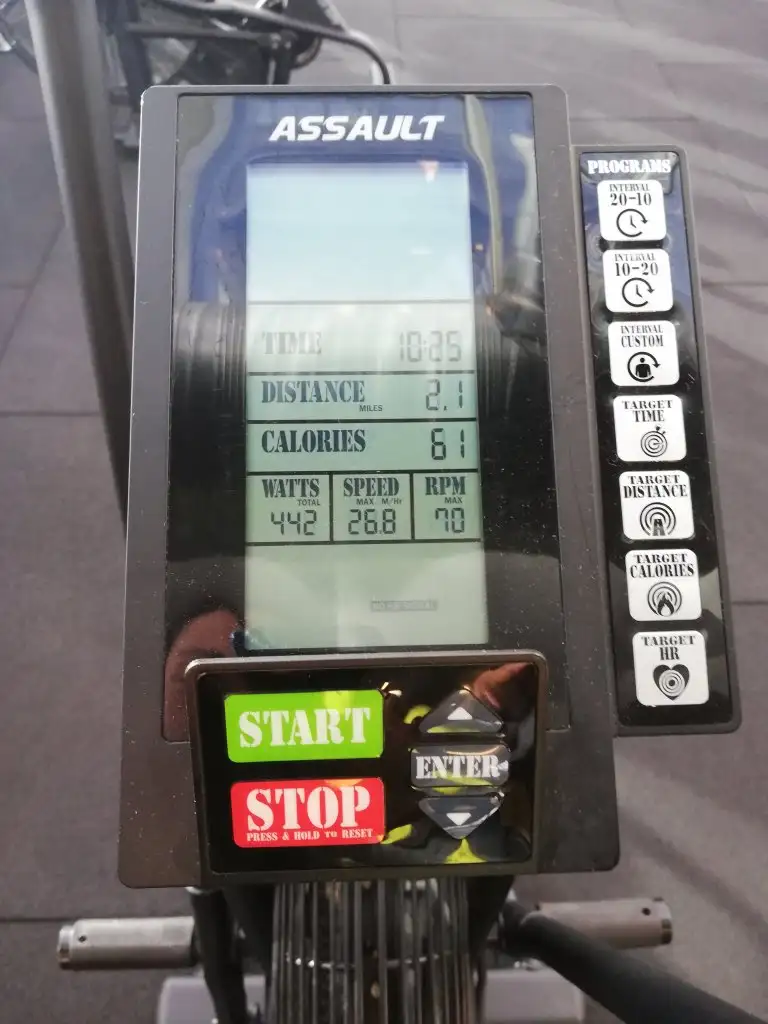 ASSAULT
TIME 10:25
DISTANCE MILES 2.1
CALORIES 61
WATTS SPEED RPM
TOTAL MAX M/Hr MAX
442 26.8 70
START
STOP
PRESS & HOLD TO RESET
ENTER
PROGRAMS
INTERVAL
20-10
INTERVAL
10-20
INTERVAL
CUSTOM
TARGET
TIME
TARGET
DISTANCE
TARGET
CALORIES
TARGET
HR